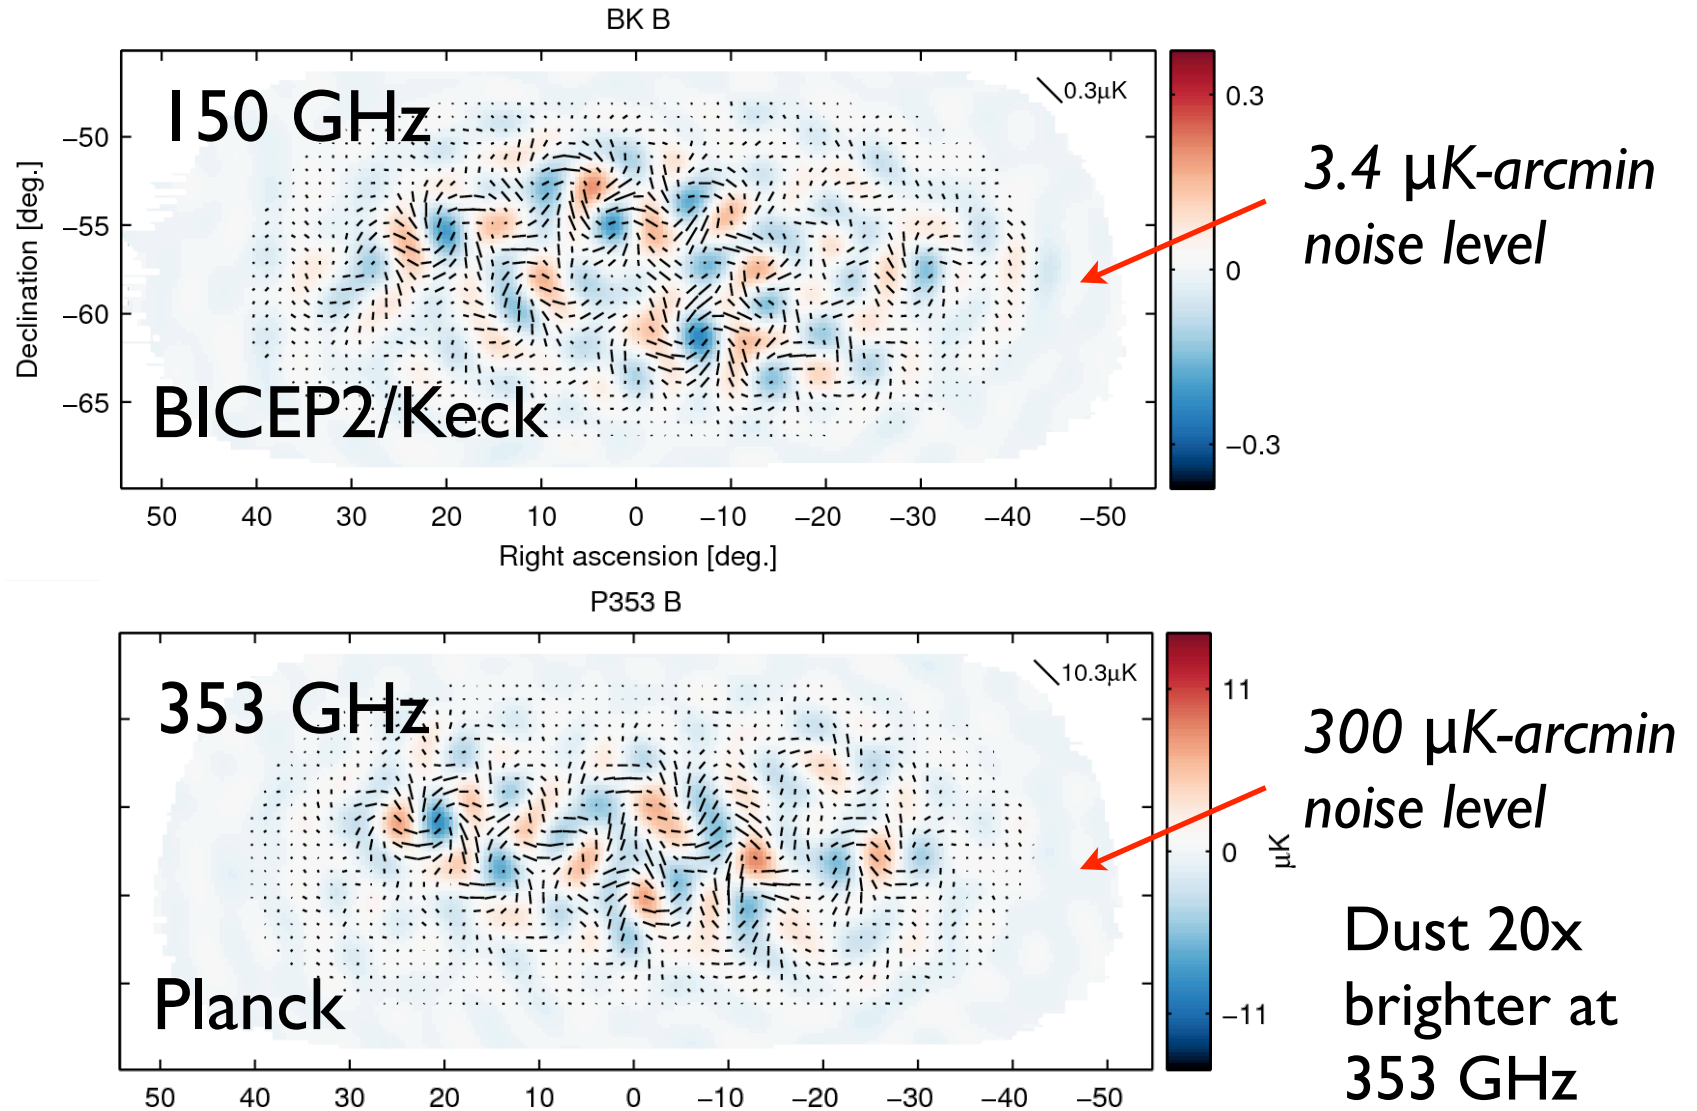 BK B
150 GHz
0.3μK
BICEP2/Keck
Declination [deg.]
−50
−55
−60
−65
50 40 30 20 10 0 −10 −20 −30 −40 −50
Right ascension [deg.]
0.3
0
−0.3
3.4 μK-arcmin
noise level
P353 B
353 GHz
10.3μK
Planck
50 40 30 20 10 0 −10 −20 −30 −40 −50
11
0
−11
μK
300 μK-arcmin
noise level
Dust 20x
brighter at
353 GHz